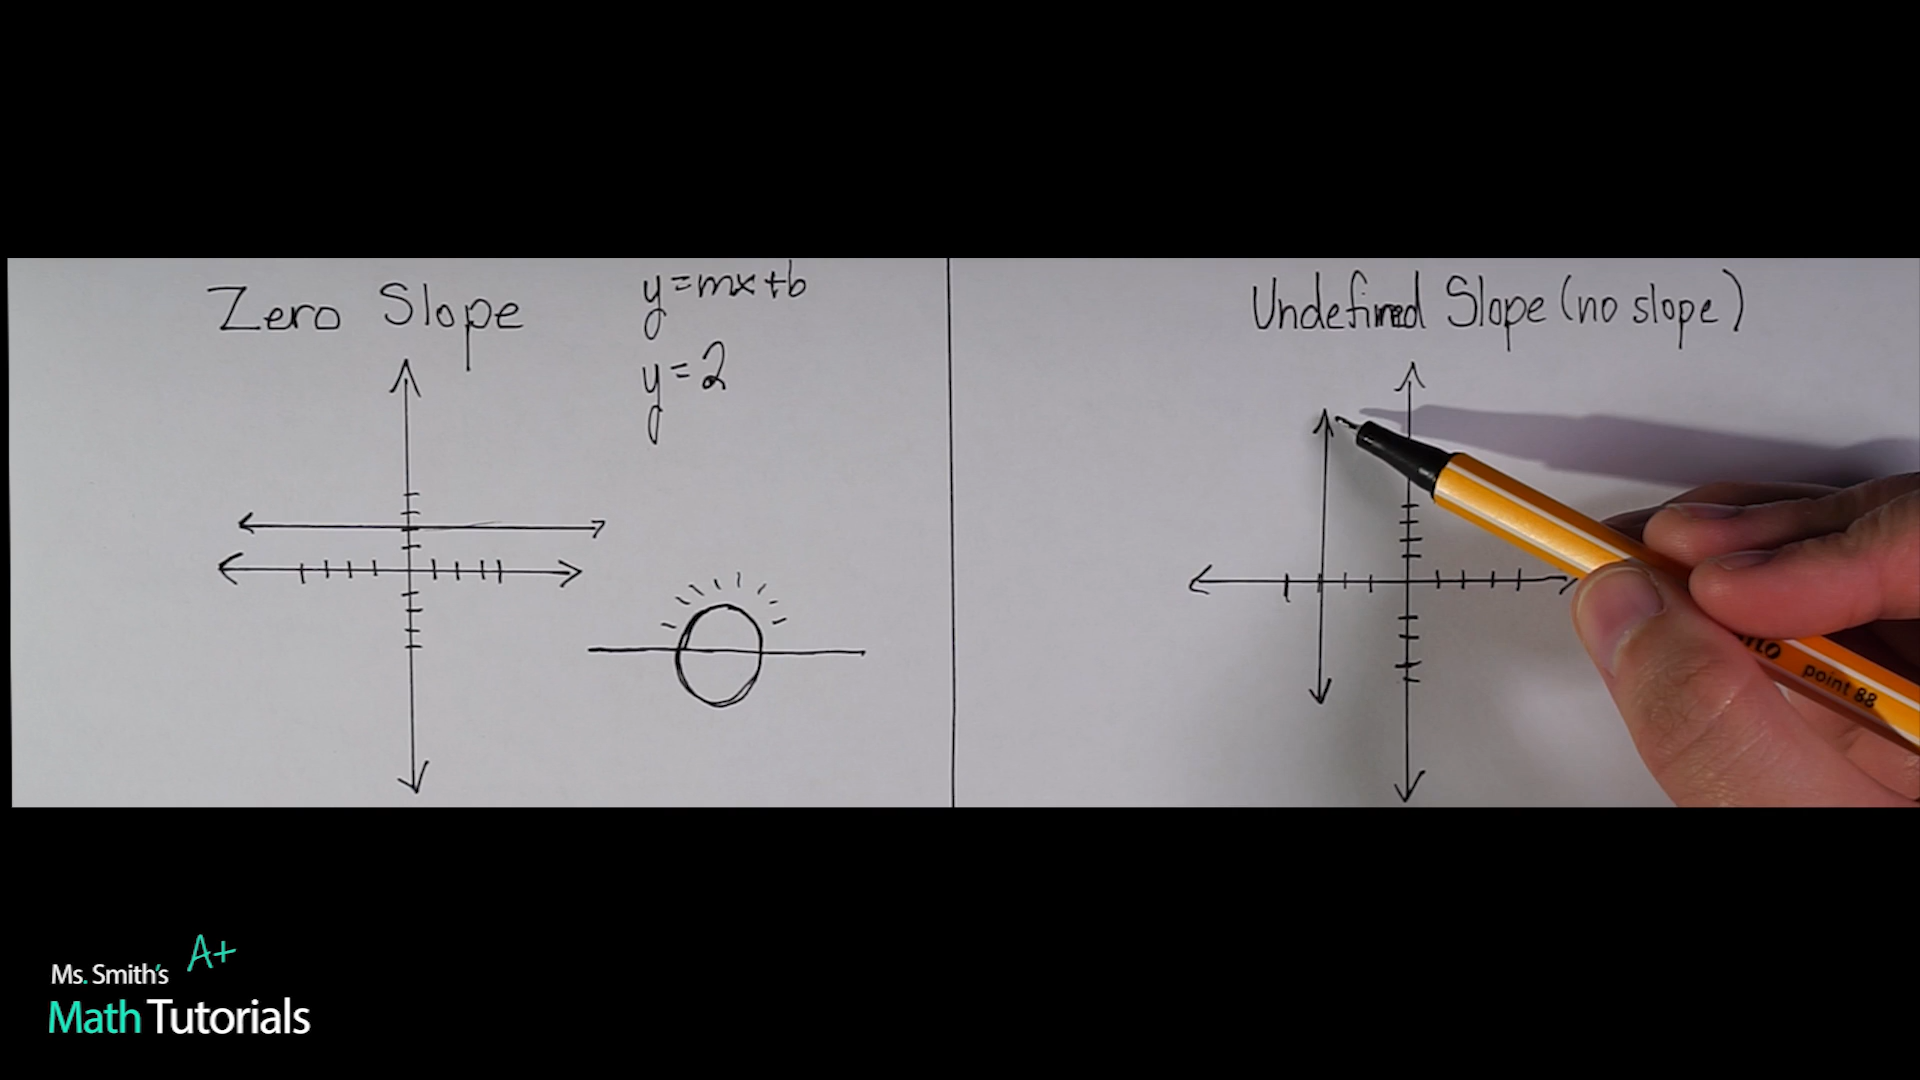 Zero Slope
y=mx+b
y=2
Undefined Slope (no slope)
point 88
Ms. Smith's A+
Math Tutorials